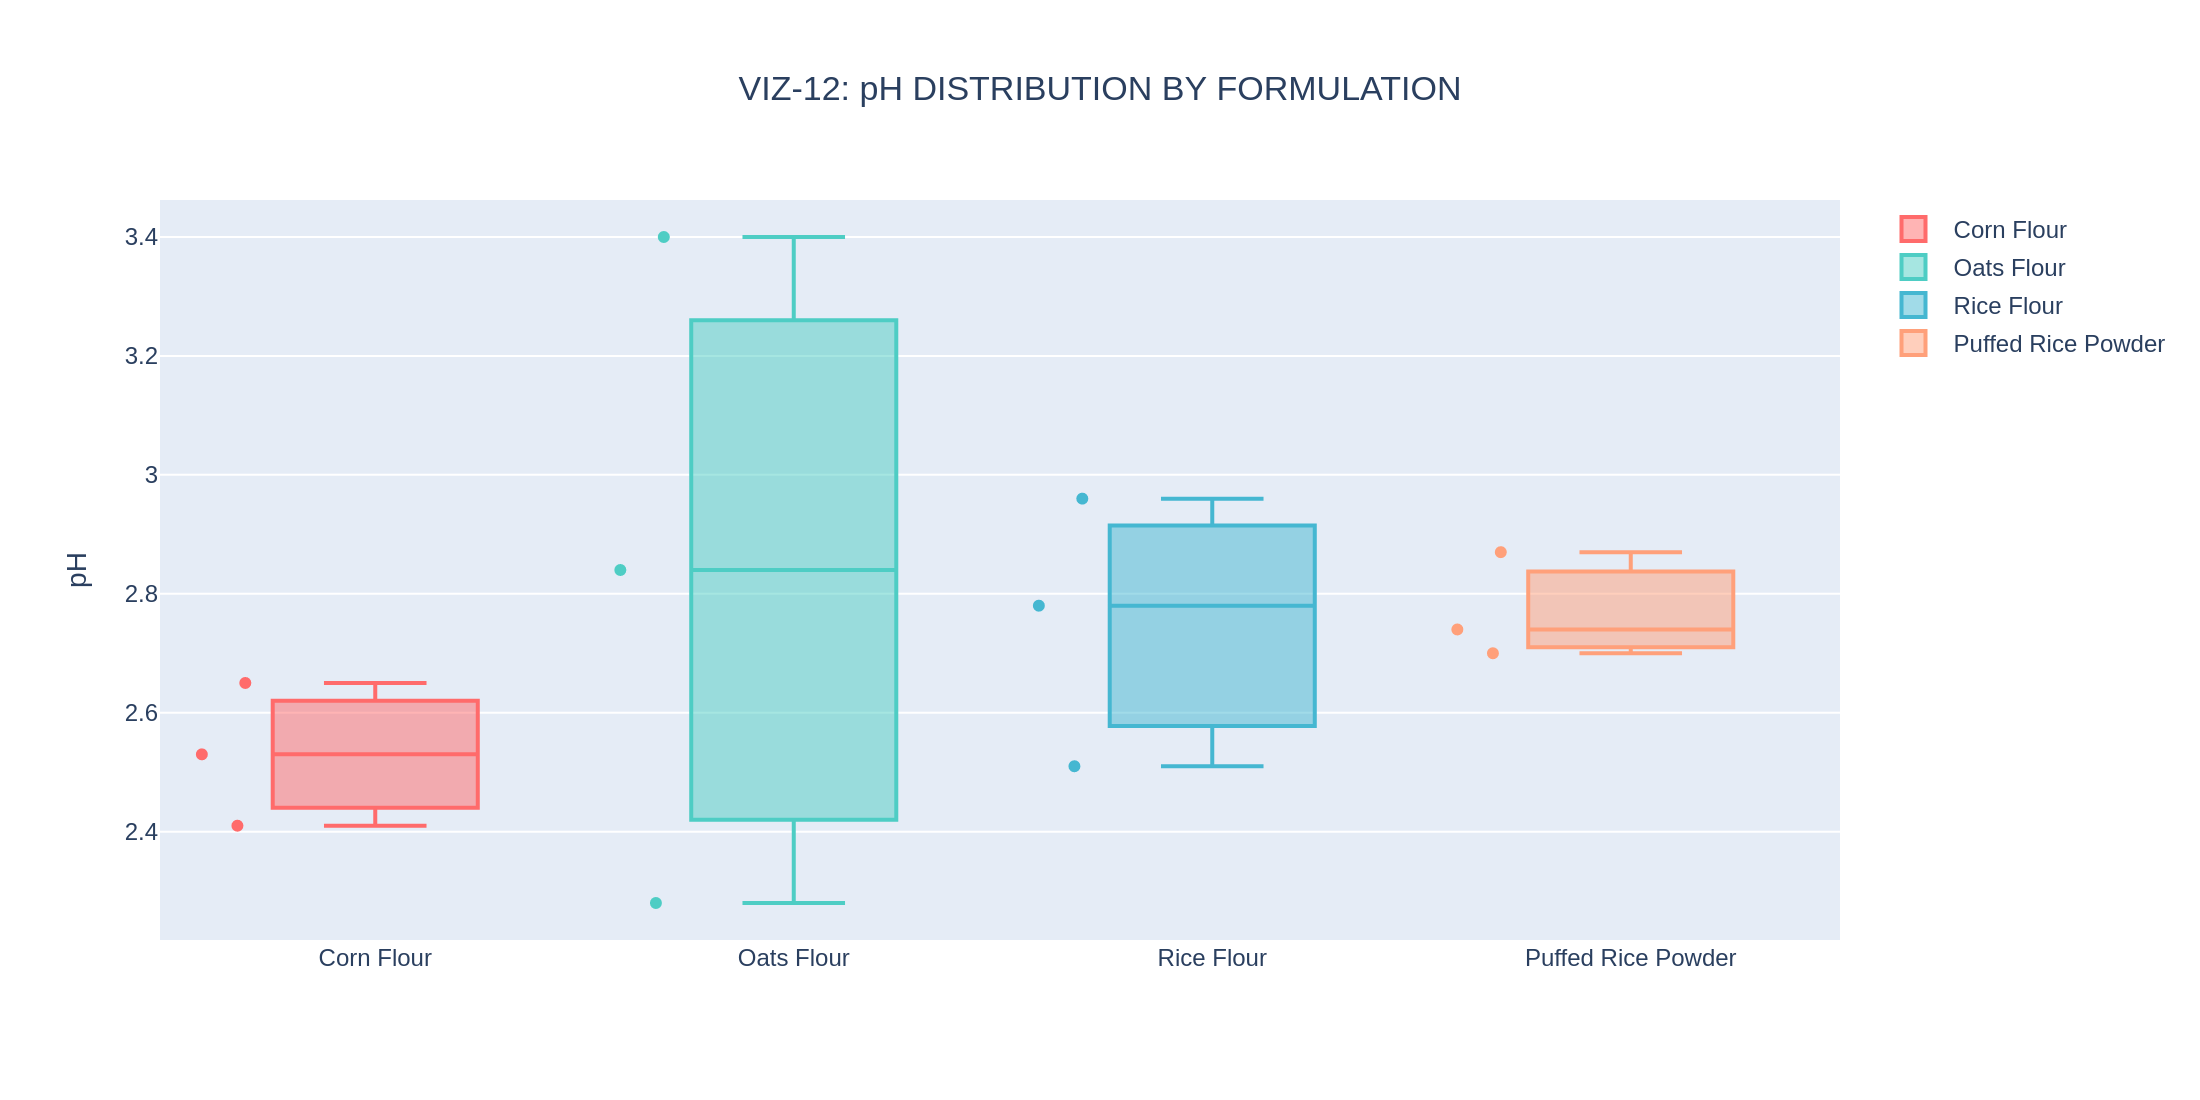 VIZ-12: pH DISTRIBUTION BY FORMULATION
3.4
3.2
3
2.8
2.6
2.4
pH
Corn Flour
Oats Flour
Rice Flour
Puffed Rice Powder
Corn Flour
Oats Flour
Rice Flour
Puffed Rice Powder